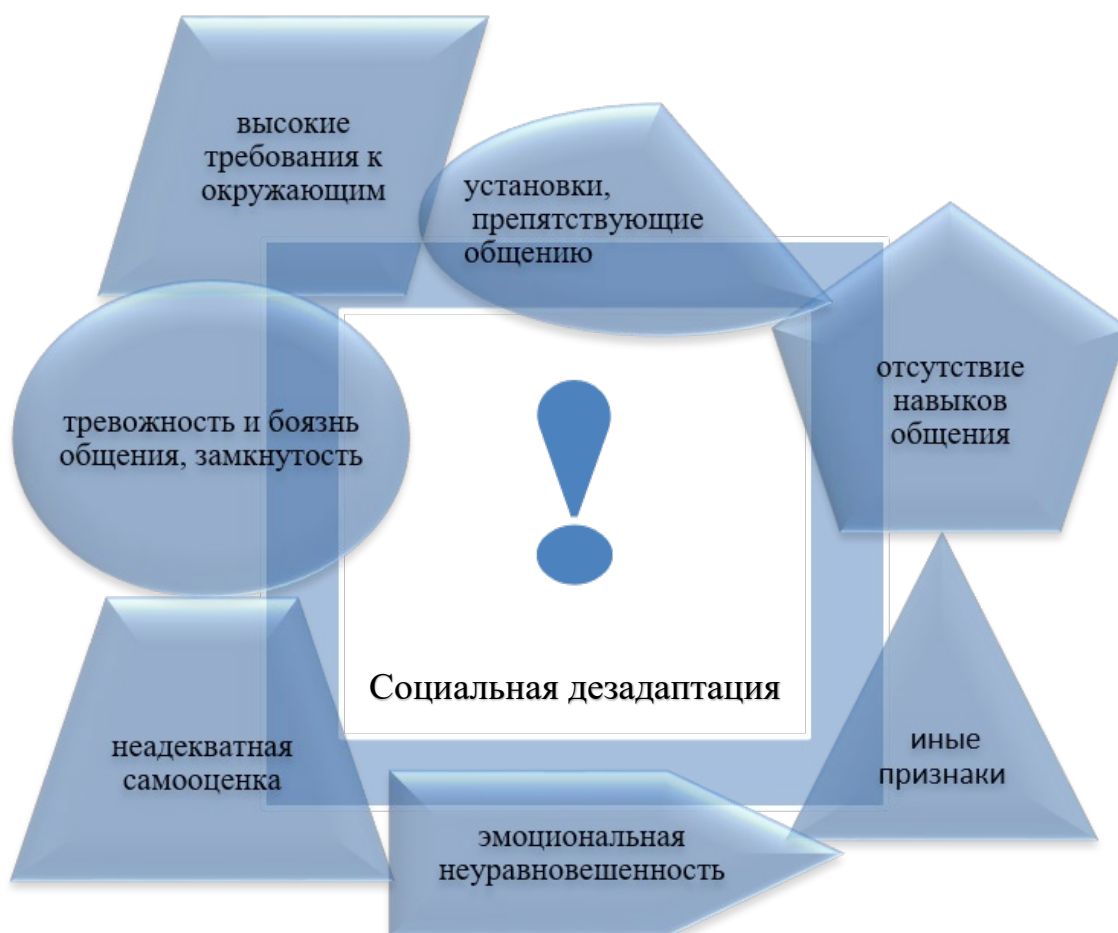 высокие
требования к
окружающим
установки,
препятствующие
общению
отсутствие
навыков
общения
тревожность и боязнь
общения, замкнутость
Социальная дезадаптация
неадекватная
самооценка
иные
признаки
эмоциональная
неуравновешенность